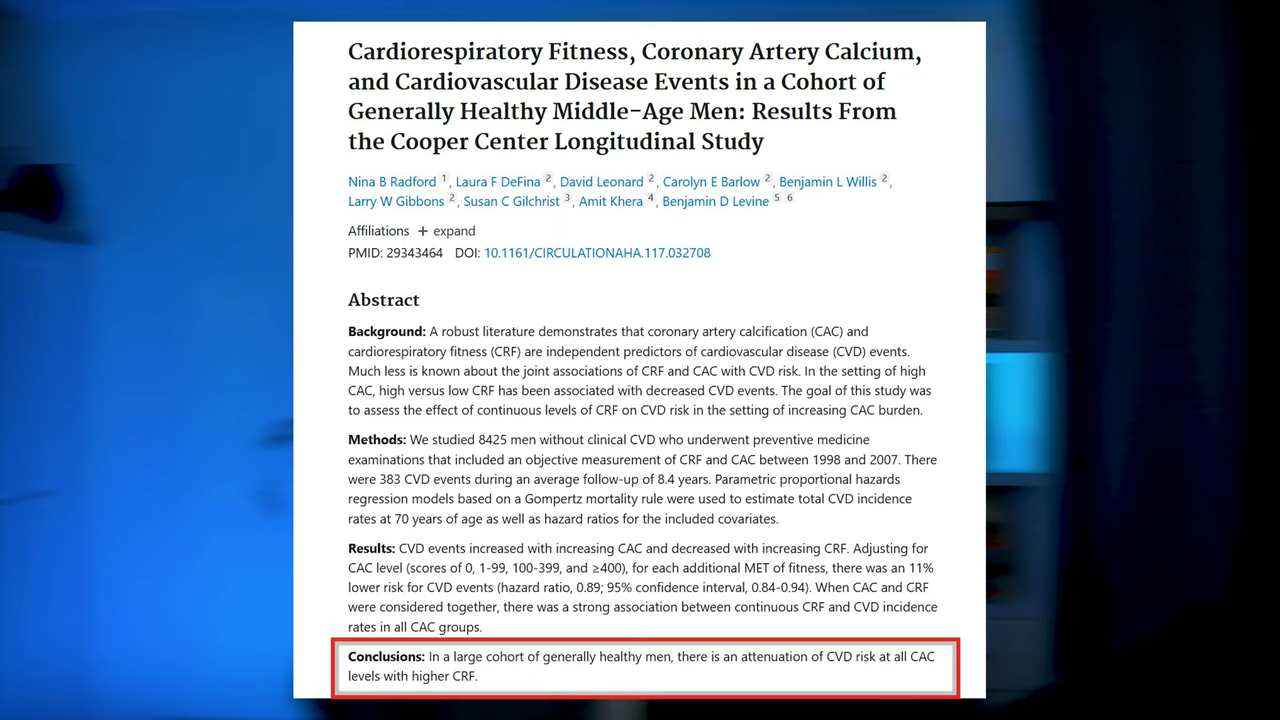 Cardiorespiratory Fitness, Coronary Artery Calcium,
and Cardiovascular Disease Events in a Cohort of
Generally Healthy Middle-Age Men: Results From
the Cooper Center Longitudinal Study
Nina B Radford 1, Laura F DeFina 2, David Leonard 2, Carolyn E Barlow 2, Benjamin L Willis 2,
Larry W Gibbons 2, Susan C Gilchrist 3, Amit Khera 4, Benjamin D Levine 5 6
Affiliations + expand
PMID: 29343464 DOI: 10.1161/CIRCULATIONAHA.117.032708
Abstract
Background: A robust literature demonstrates that coronary artery calcification (CAC) and
cardiorespiratory fitness (CRF) are independent predictors of cardiovascular disease (CVD) events.
Much less is known about the joint associations of CRF and CAC with CVD risk. In the setting of high
CAC, high versus low CRF has been associated with decreased CVD events. The goal of this study was
to assess the effect of continuous levels of CRF on CVD risk in the setting of increasing CAC burden.
Methods: We studied 8425 men without clinical CVD who underwent preventive medicine
examinations that included an objective measurement of CRF and CAC between 1998 and 2007. There
were 383 CVD events during an average follow-up of 8.4 years. Parametric proportional hazards
regression models based on a Gompertz mortality rule were used to estimate total CVD incidence
rates at 70 years of age as well as hazard ratios for the included covariates.
Results: CVD events increased with increasing CAC and decreased with increasing CRF. Adjusting for
CAC level (scores of 0, 1-99, 100-399, and ≥400), for each additional MET of fitness, there was an 11%
lower risk for CVD events (hazard ratio, 0.89; 95% confidence interval, 0.84-0.94). When CAC and CRF
were considered together, there was a strong association between continuous CRF and CVD incidence
rates in all CAC groups.
Conclusions: In a large cohort of generally healthy men, there is an attenuation of CVD risk at all CAC
levels with higher CRF.